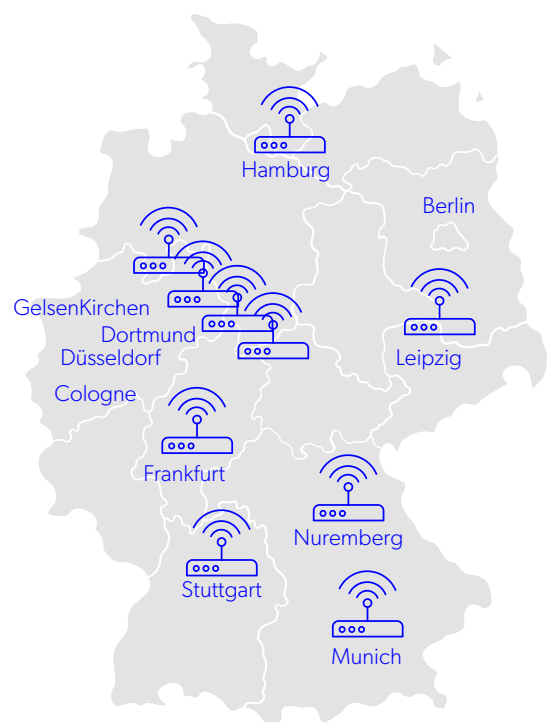 Hamburg
Berlin
GelsenKirchen
Dortmund
Düsseldorf
Leipzig
Cologne
Frankfurt
Nuremberg
Stuttgart
Munich